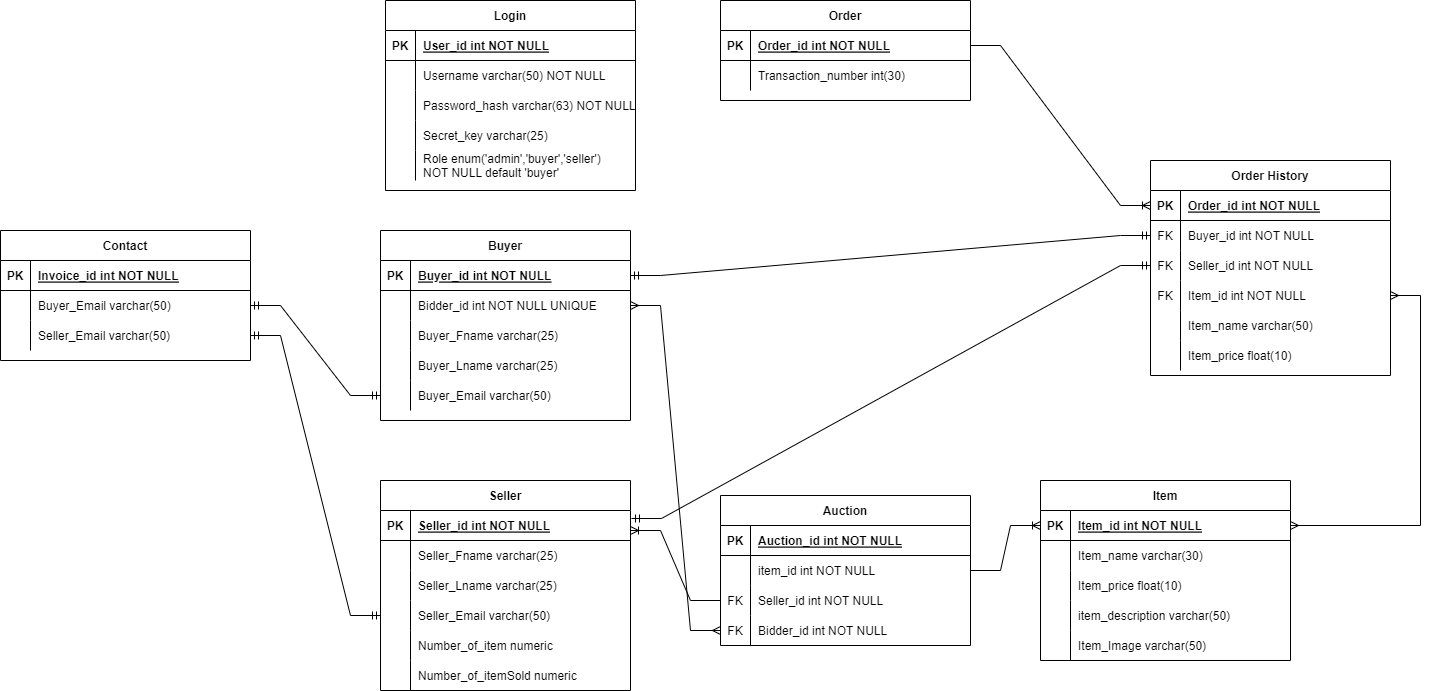 Login
PK User_id int NOT NULL
Username varchar(50) NOT NULL
Password_hash varchar(63) NOT NULL
Secret_key varchar(25)
Role enum('admin','buyer','seller')
NOT NULL default 'buyer'
Order
PK Order_id int NOT NULL
Transaction_number int(30)
Order History
PK Order_id int NOT NULL
FK Buyer_id int NOT NULL
FK Seller_id int NOT NULL
FK Item_id int NOT NULL
Item_name varchar(50)
Item_price float(10)
Contact
PK Invoice_id int NOT NULL
Buyer_Email varchar(50)
Seller_Email varchar(50)
Buyer
PK Buyer_id int NOT NULL
Bidder_id int NOT NULL UNIQUE
Buyer_Fname varchar(25)
Buyer_Lname varchar(25)
Buyer_Email varchar(50)
Seller
PK Seller_id int NOT NULL
Seller_Fname varchar(25)
Seller_Lname varchar(25)
Seller_Email varchar(50)
Number_of_item numeric
Number_of_itemSold numeric
Auction
PK Auction_id int NOT NULL
item_id int NOT NULL
FK Seller_id int NOT NULL
FK Bidder_id int NOT NULL
Item
PK Item_id int NOT NULL
Item_name varchar(30)
Item_price float(10)
item_description varchar(50)
Item_Image varchar(50)